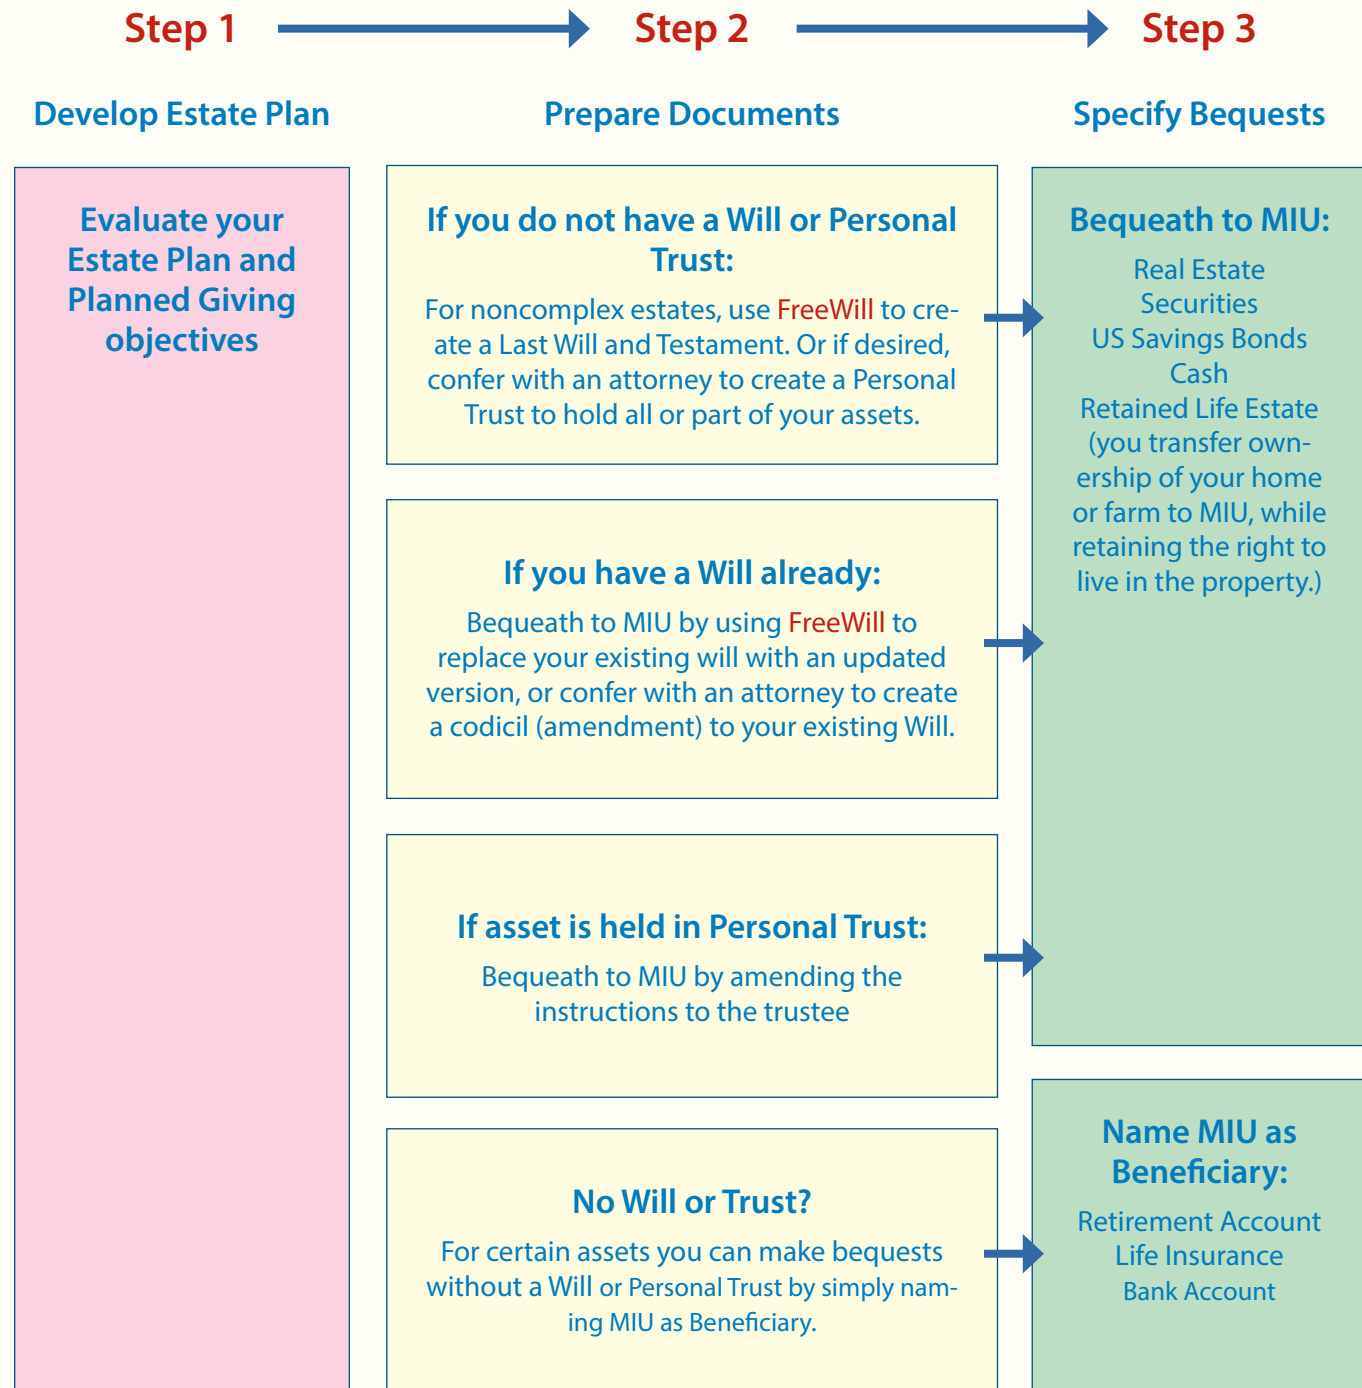 Step 1
Step 2
Step 3
Develop Estate Plan
Prepare Documents
Specify Bequests
Evaluate your
Estate Plan and
Planned Giving
objectives
If you do not have a Will or Personal
Trust:
For noncomplex estates, use FreeWill to cre-
ate a Last Will and Testament. Or if desired,
confer with an attorney to create a Personal
Trust to hold all or part of your assets.
If you have a Will already:
Bequeath to MIU by using FreeWill to
replace your existing will with an updated
version, or confer with an attorney to create
a codicil (amendment) to your existing Will.
If asset is held in Personal Trust:
Bequeath to MIU by amending the
instructions to the trustee
No Will or Trust?
For certain assets you can make bequests
without a Will or Personal Trust by simply nam-
ing MIU as Beneficiary.
Bequeath to MIU:
Real Estate
Securities
US Savings Bonds
Cash
Retained Life Estate
(you transfer own-
ership of your home
or farm to MIU, while
retaining the right to
live in the property.)
Name MIU as
Beneficiary:
Retirement Account
Life Insurance
Bank Account